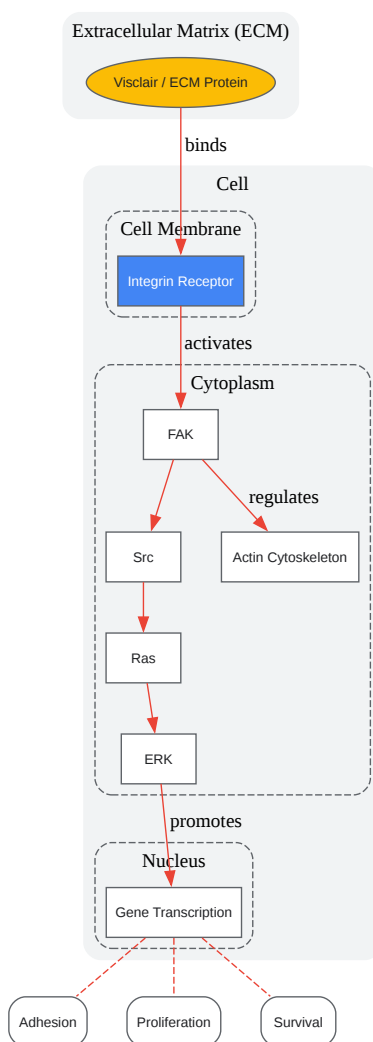 Extracellular Matrix (ECM)
Visclair / ECM Protein
binds
Cell
Cell Membrane
Integrin Receptor
activates
Cytoplasm
FAK
regulates
Src
Actin Cytoskeleton
Ras
ERK
promotes
Nucleus
Gene Transcription
Adhesion
Proliferation
Survival